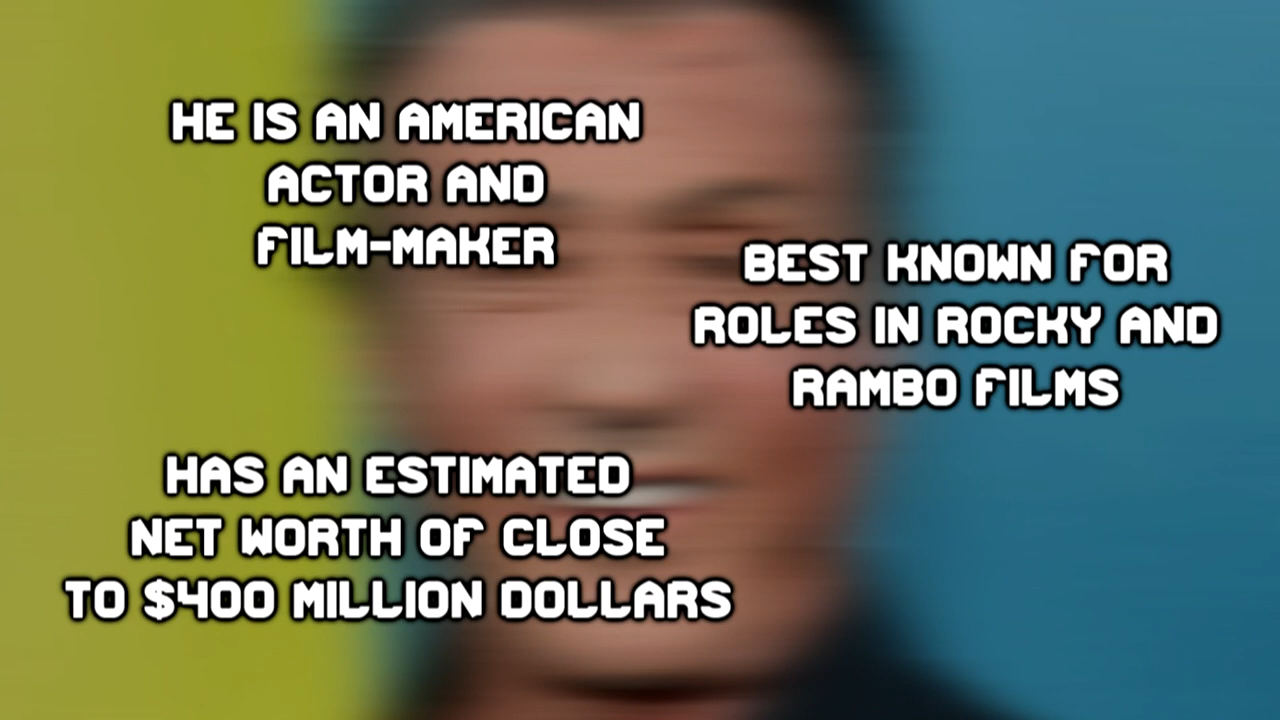 HE IS AN AMERICAN
ACTOR AND
FILM-MAKER
BEST KNOWN FOR
ROLES IN ROCKY AND
RAMBO FILMS
HAS AN ESTIMATED
NET WORTH OF CLOSE
TO $400 MILLION DOLLARS